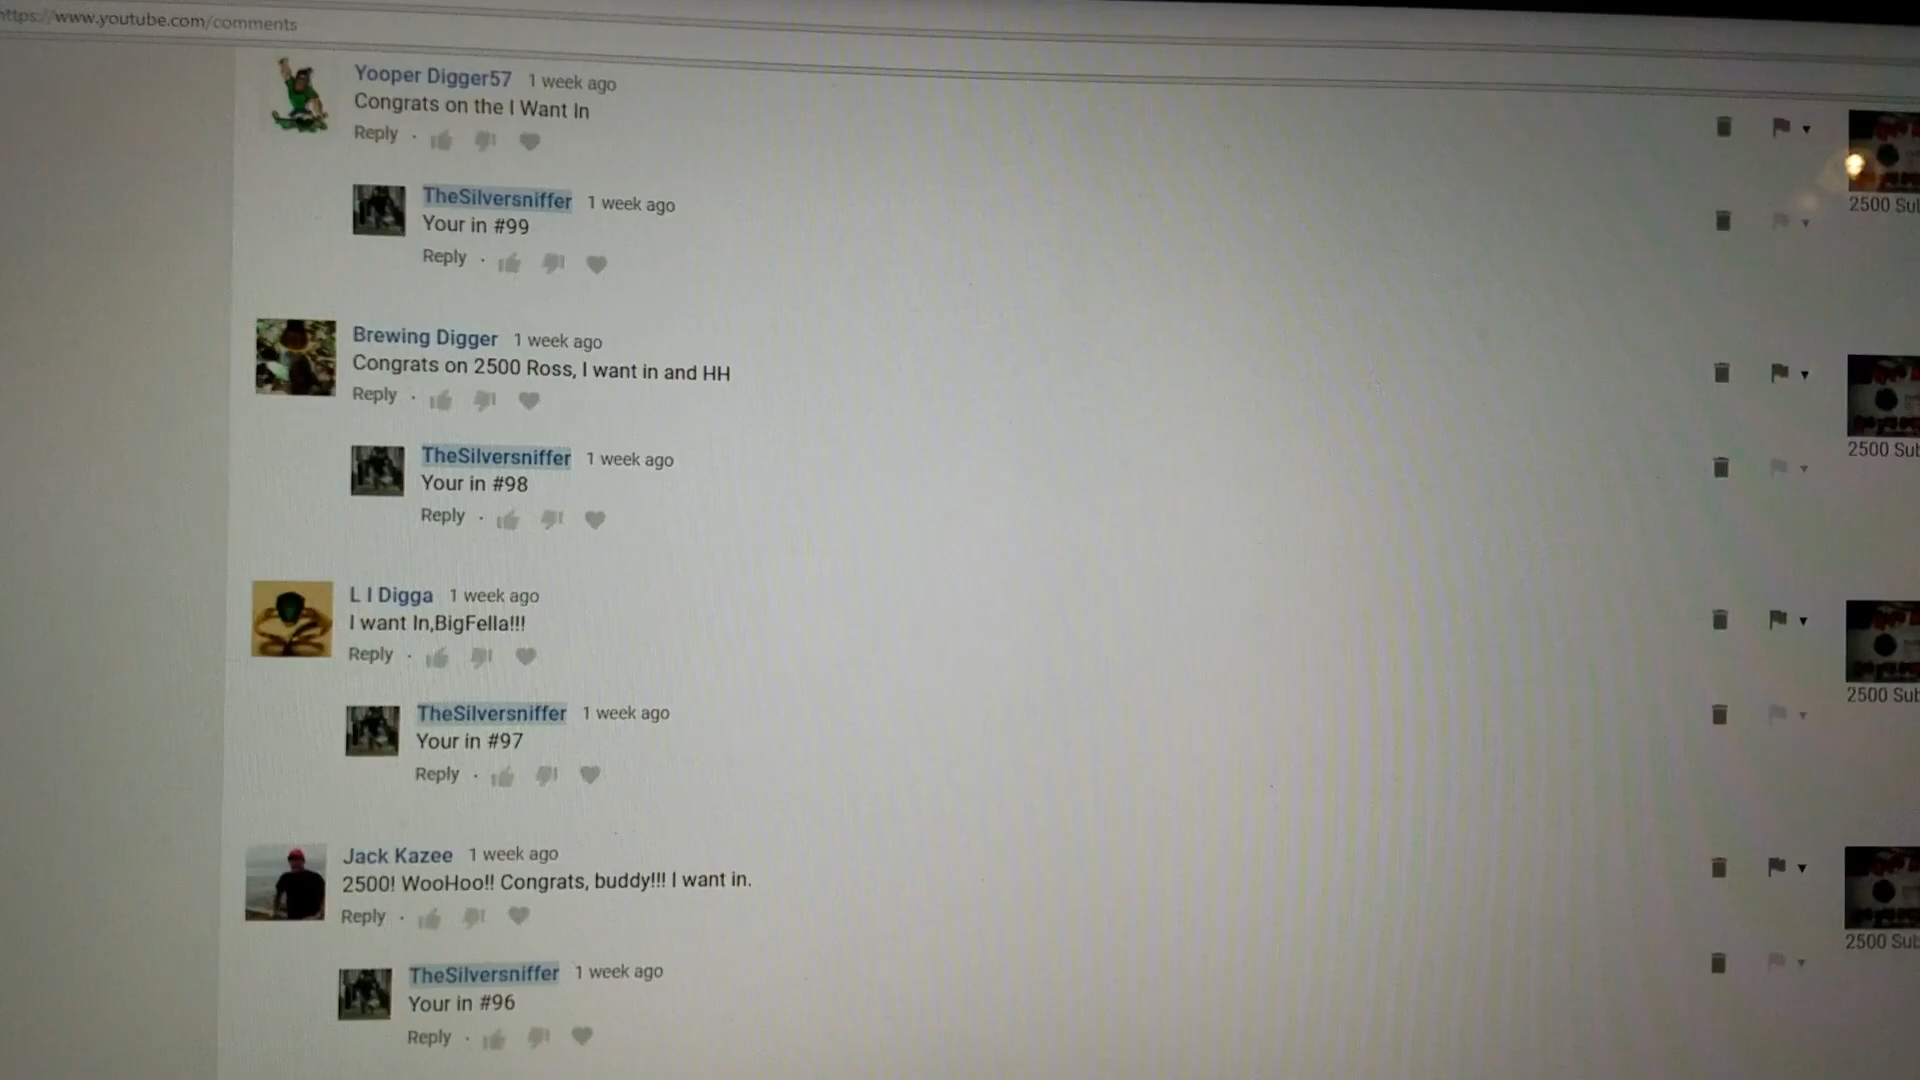 https://www.youtube.com/comments
Yooper Digger57 1 week ago
Congrats on the I Want In
Reply ·
TheSilversniffer 1 week ago
Your in #99
Reply ·
2500 Sub
Brewing Digger 1 week ago
Congrats on 2500 Ross, I want in and HH
Reply ·
TheSilversniffer 1 week ago
Your in #98
Reply ·
2500 Sub
L I Digga 1 week ago
I want In,BigFella!!!
Reply ·
TheSilversniffer 1 week ago
Your in #97
Reply ·
2500 Sub
Jack Kazee 1 week ago
2500! WooHoo!! Congrats, buddy!!! I want in.
Reply ·
TheSilversniffer 1 week ago
Your in #96
Reply ·
2500 Sub